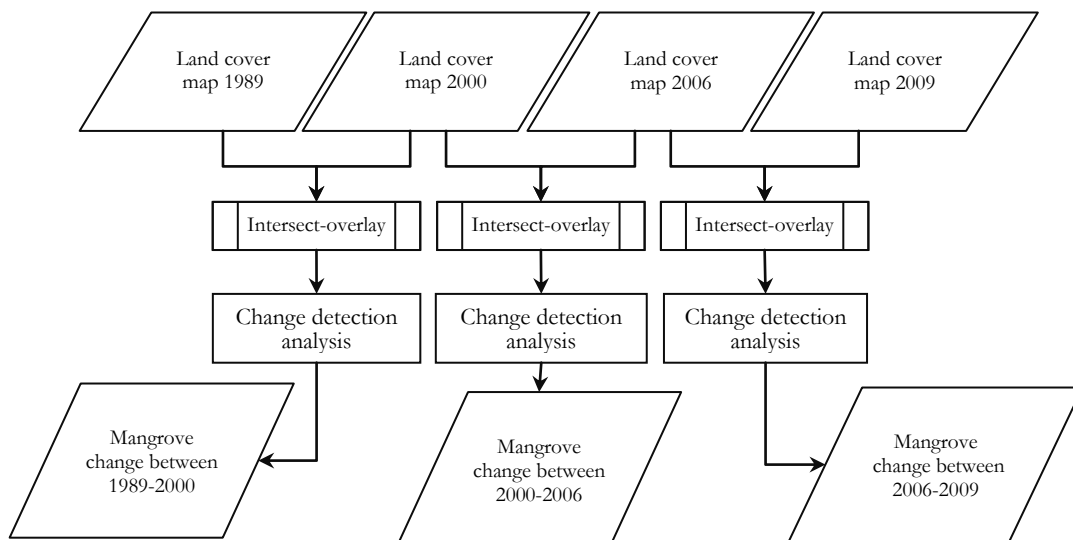 Land cover
map 1989
Land cover
map 2000
Land cover
map 2006
Land cover
map 2009
Intersect-overlay
Intersect-overlay
Intersect-overlay
Change detection
analysis
Change detection
analysis
Change detection
analysis
Mangrove
change between
1989-2000
Mangrove
change between
2000-2006
Mangrove
change between
2006-2009